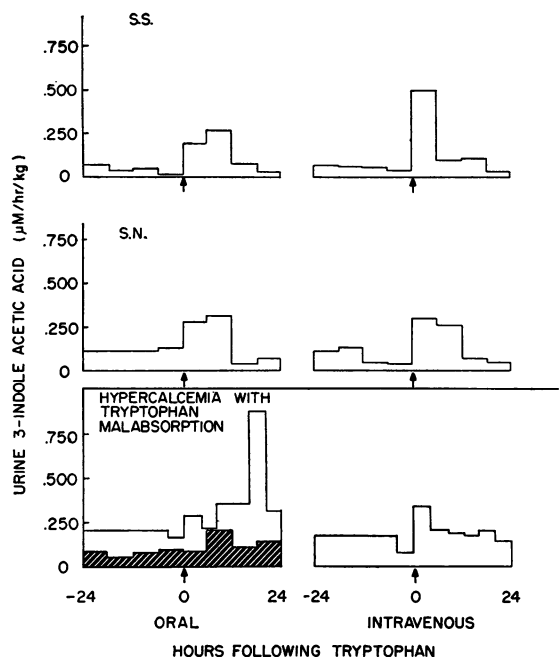 S.S.
.750
.500
.250
0
S.N.
.750
.500
.250
0
HYPERCALCEMIA WITH
TRYPTOPHAN
MALABSORPTION
.750
.500
.250
0
URINE 3-INDOLE ACETIC ACID (μM/hr/kg)
-24 0 24 -24 0 24
ORAL INTRAVENOUS
HOURS FOLLOWING TRYPTOPHAN